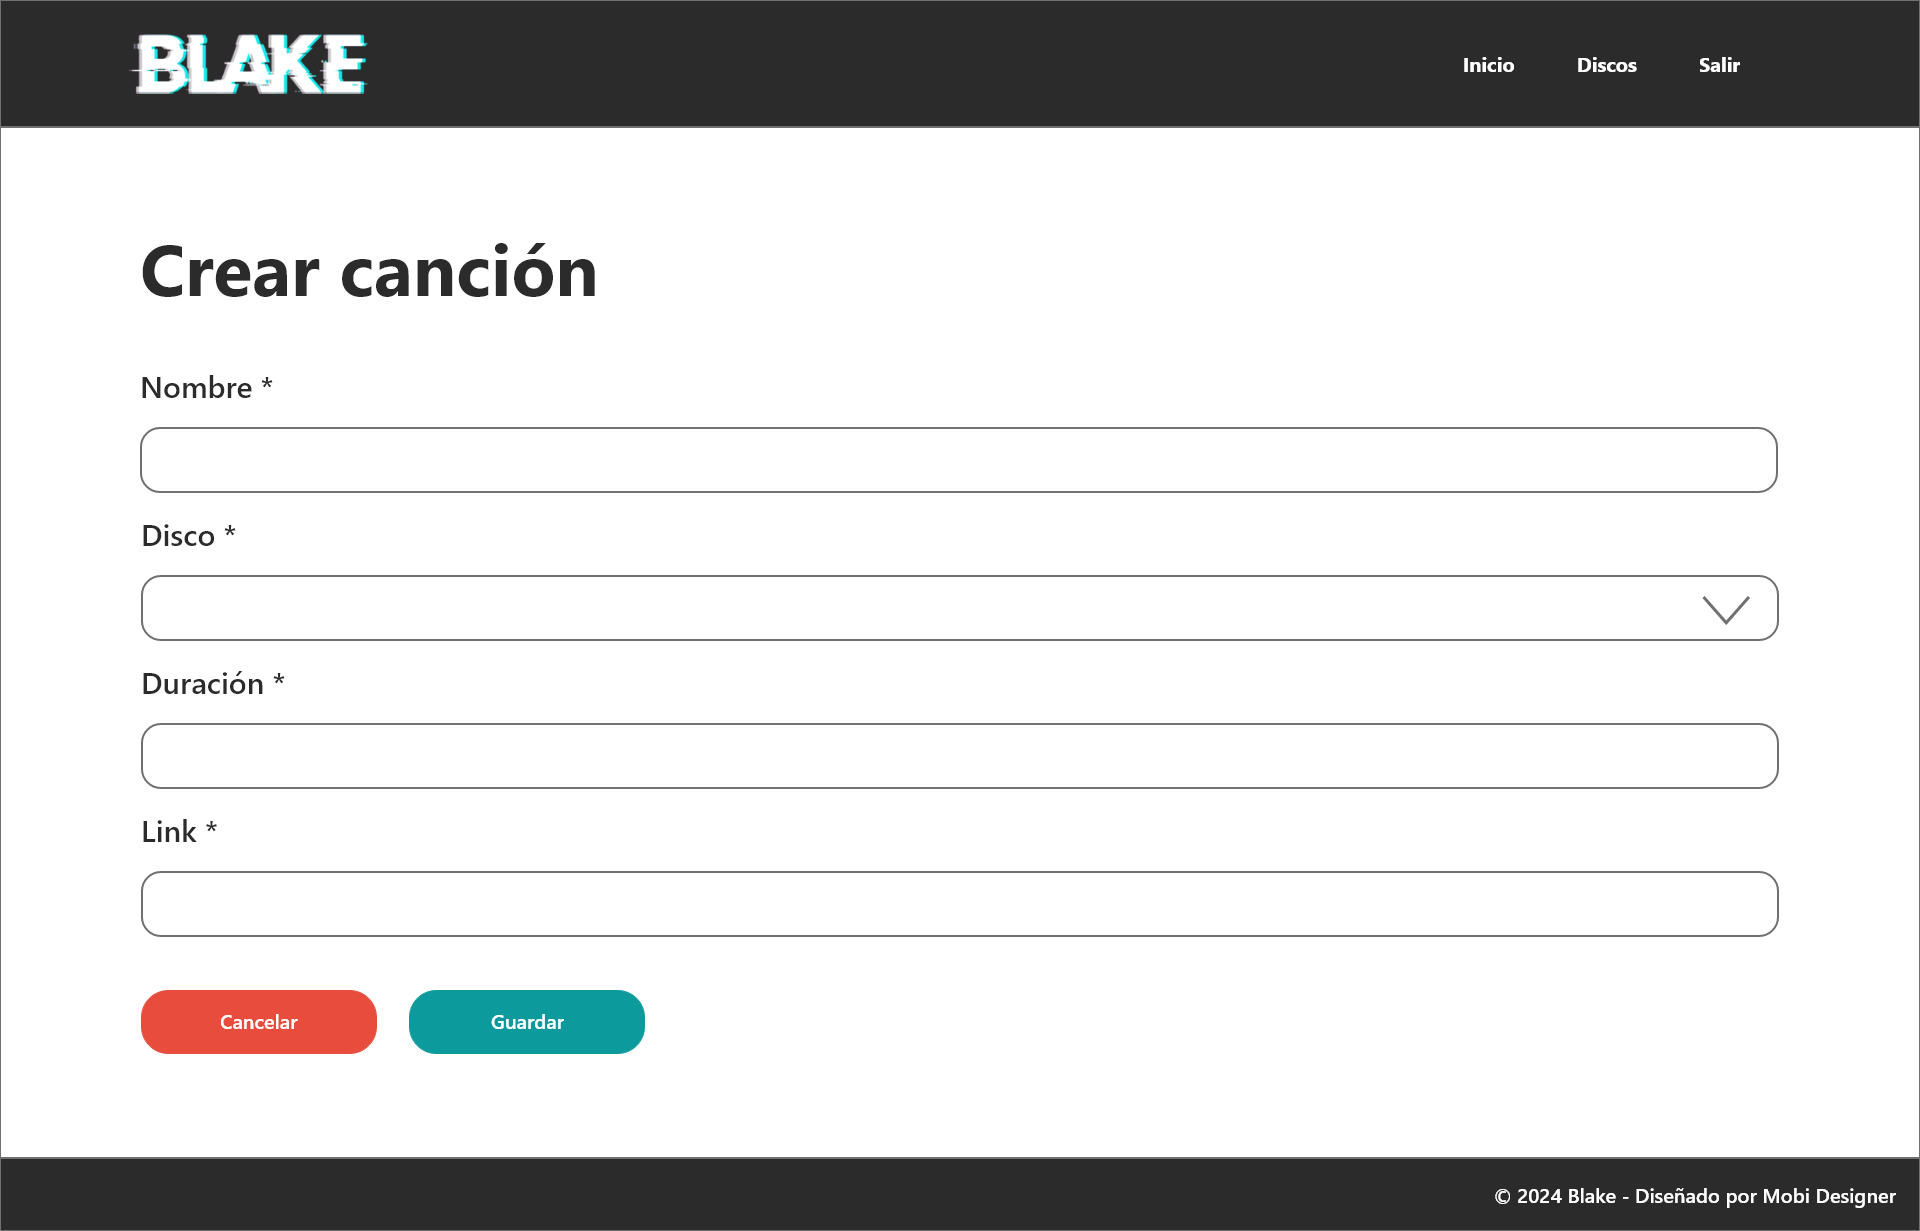 BLAKE
Inicio Discos Salir
Crear canción
Nombre *
Disco *
Duración *
Link *
Cancelar Guardar
© 2024 Blake - Diseñado por Mobi Designer